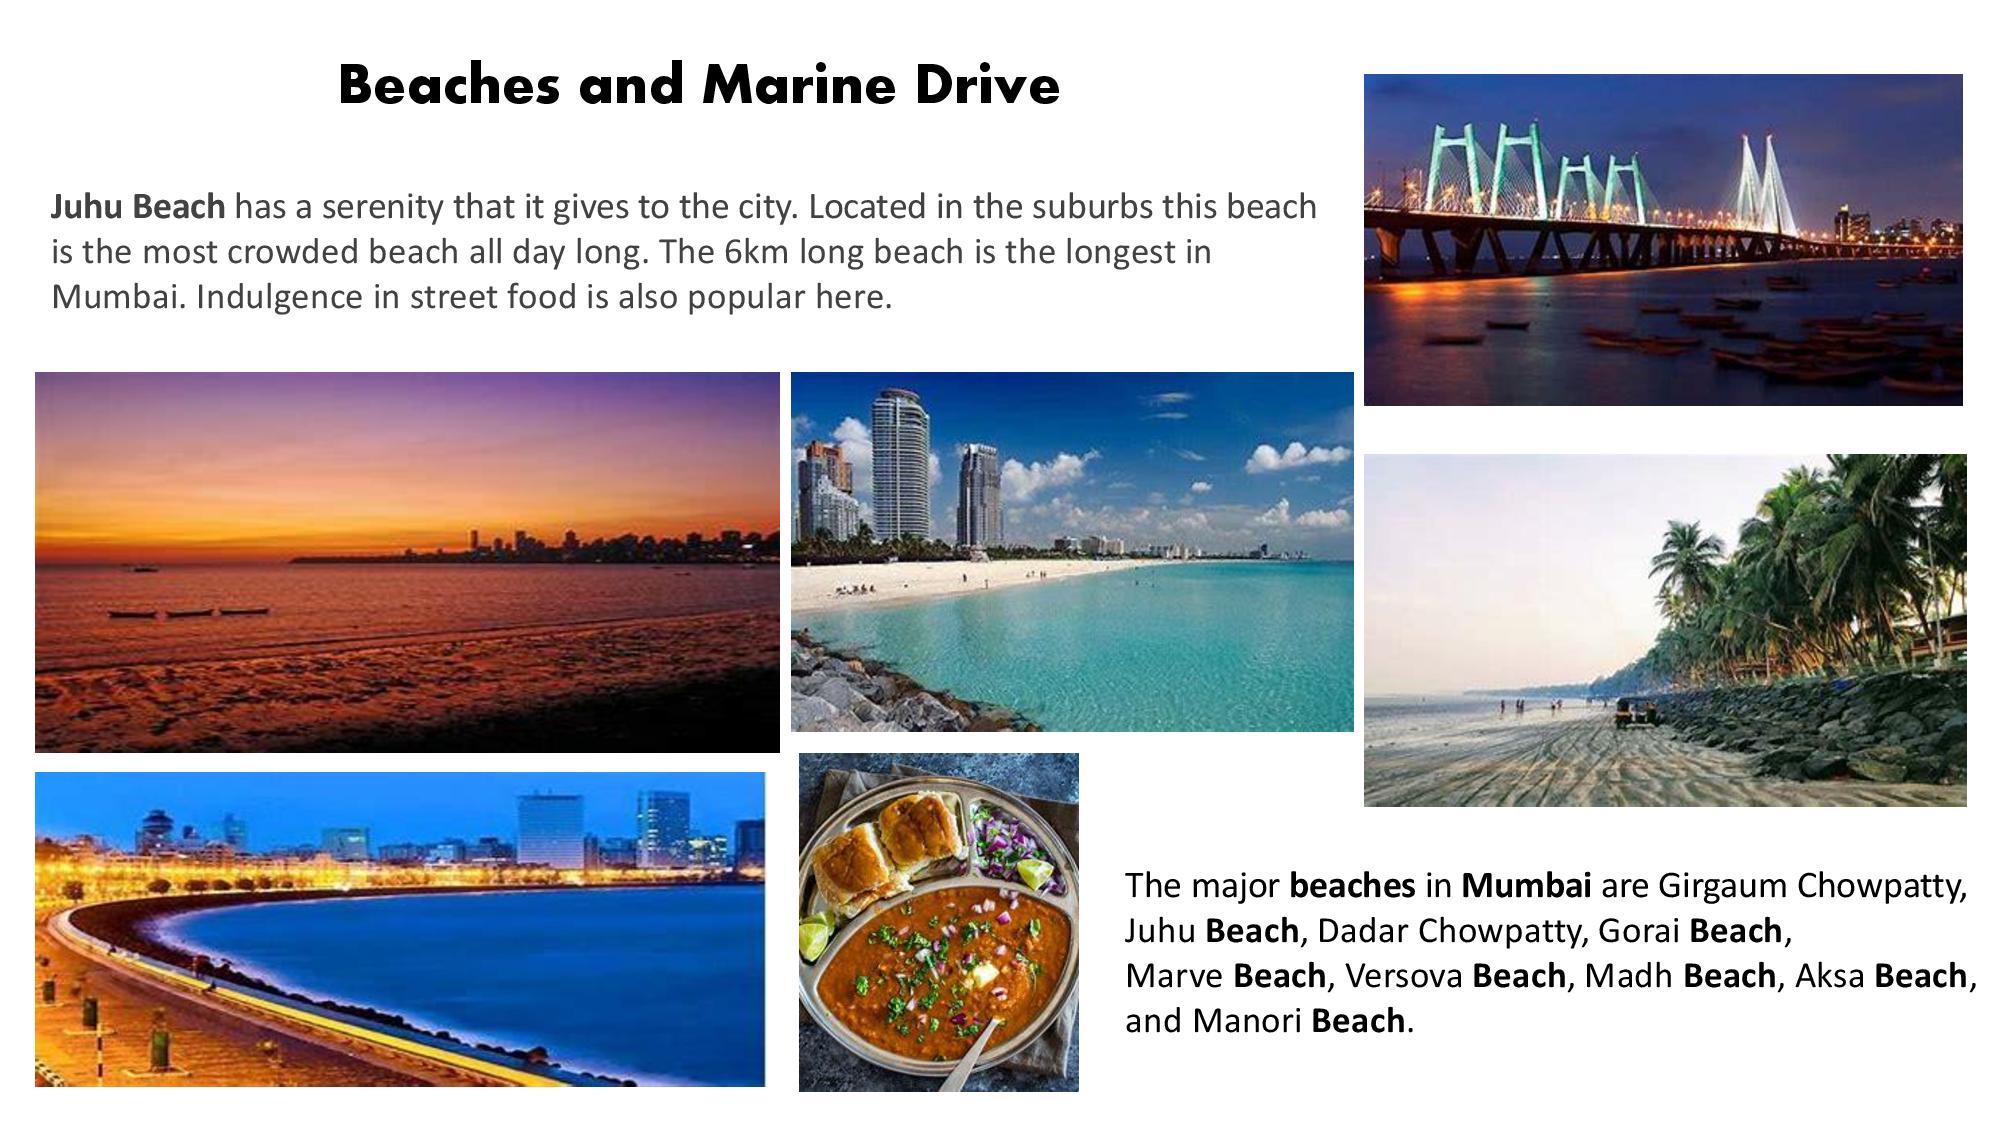 Beaches and Marine Drive
Juhu Beach has a serenity that it gives to the city. Located in the suburbs this beach
is the most crowded beach all day long. The 6km long beach is the longest in
Mumbai. Indulgence in street food is also popular here.
The major beaches in Mumbai are Girgaum Chowpatty,
Juhu Beach, Dadar Chowpatty, Gorai Beach,
Marve Beach, Versova Beach, Madh Beach, Aksa Beach,
and Manori Beach.